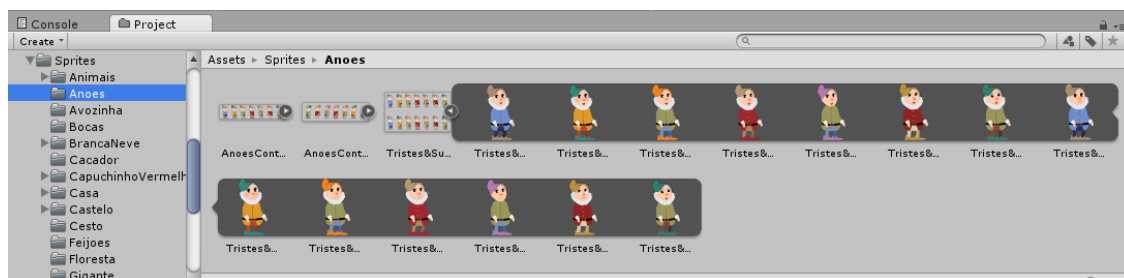 Console Project
Create
Sprites
Animais
Anoes
Avozinha
Bocas
BrancaNeve
Cacador
CapuchinhoVermelh
Casa
Castelo
Cesto
Feijoes
Floresta
Gigante
Assets Sprites Anoes
AnoesCont... AnoesCont... Tristes&Su... Tristes&... Tristes&... Tristes&... Tristes&... Tristes&... Tristes&... Tristes&... Tristes&...
Tristes&... Tristes&... Tristes&... Tristes&... Tristes&... Tristes&...